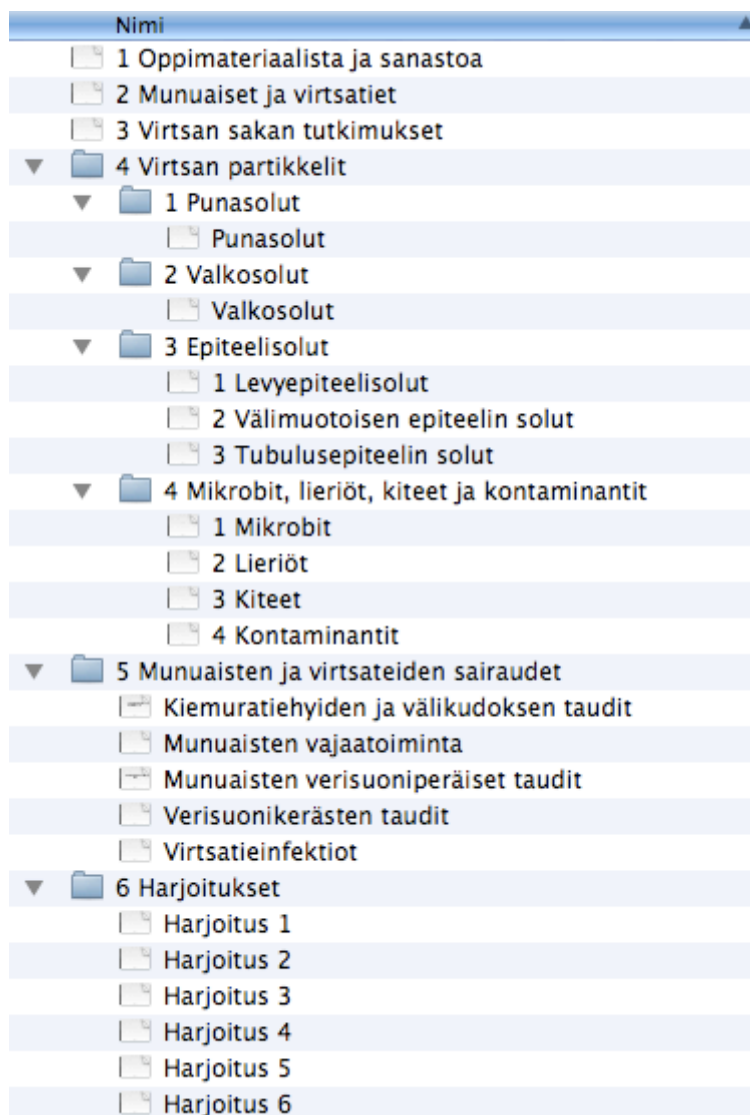 Nimi
1 Oppimateriaalista ja sanastoa
2 Munuaiset ja virtsatiet
3 Virtsan sakan tutkimukset
4 Virtsan partikkelit
1 Punasolut
Punasolut
2 Valkosolut
Valkosolut
3 Epiteelisolut
1 Levyepiteelisolut
2 Välimuotoisen epiteelin solut
3 Tubulusepiteelin solut
4 Mikrobit, lieriöt, kiteet ja kontaminantit
1 Mikrobit
2 Lieriöt
3 Kiteet
4 Kontaminantit
5 Munuaisten ja virtsateiden sairaudet
Kiemuratiehyiden ja välikudoksen taudit
Munuaisten vajaatoiminta
Munuaisten verisuoniperäiset taudit
Verisuonikerästen taudit
Virtsatieinfektiot
6 Harjoitukset
Harjoitus 1
Harjoitus 2
Harjoitus 3
Harjoitus 4
Harjoitus 5
Harjoitus 6